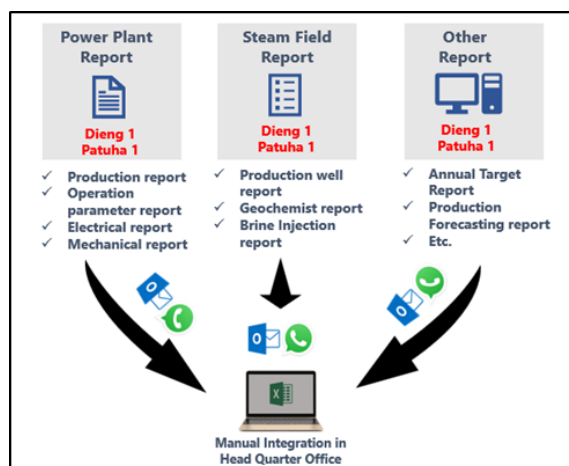 Power Plant
Report
Dieng 1
Patuha 1
✓ Production report
✓ Operation
parameter report
✓ Electrical report
✓ Mechanical report
Steam Field
Report
Dieng 1
Patuha 1
✓ Production well
report
✓ Geochemist report
✓ Brine Injection
report
Other
Report
Dieng 1
Patuha 1
✓ Annual Target
Report
✓ Production
Forecasting report
✓ Etc.
Manual Integration in
Head Quarter Office